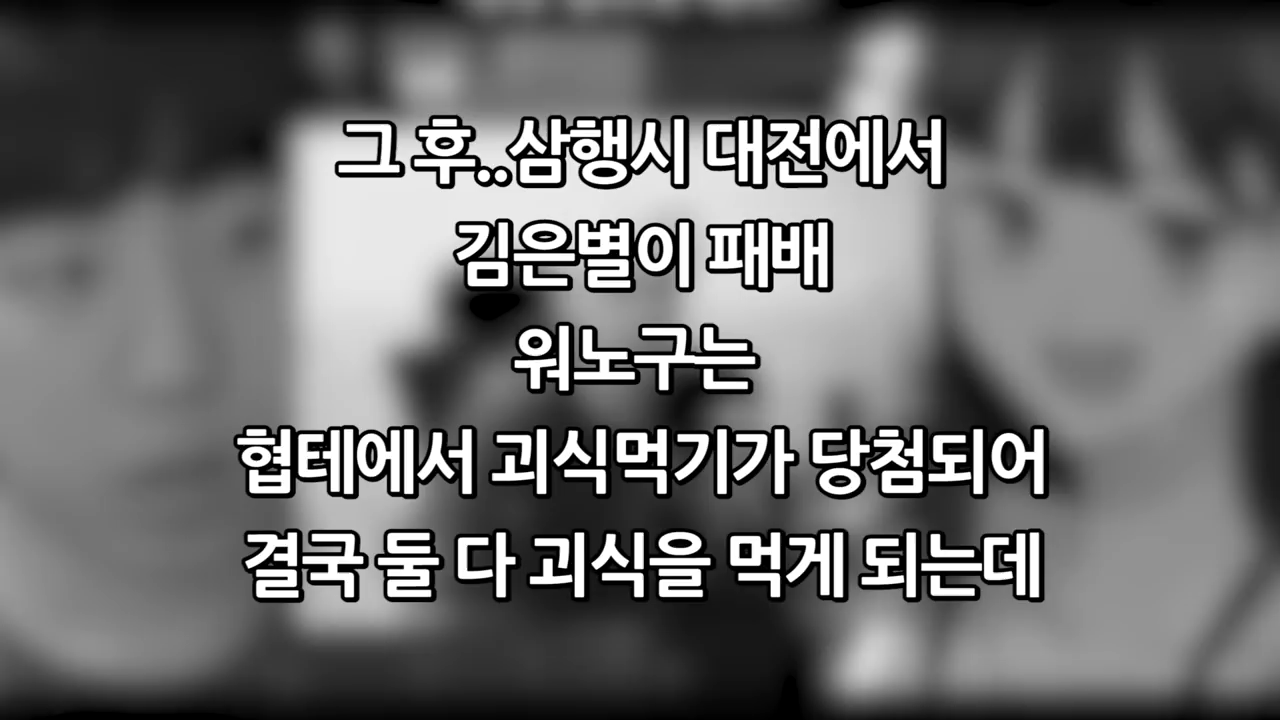 그 후..삼행시 대전에서
김은별이 패배
워노구는
협테에서 괴식먹기가 당첨되어
결국 둘 다 괴식을 먹게 되는데